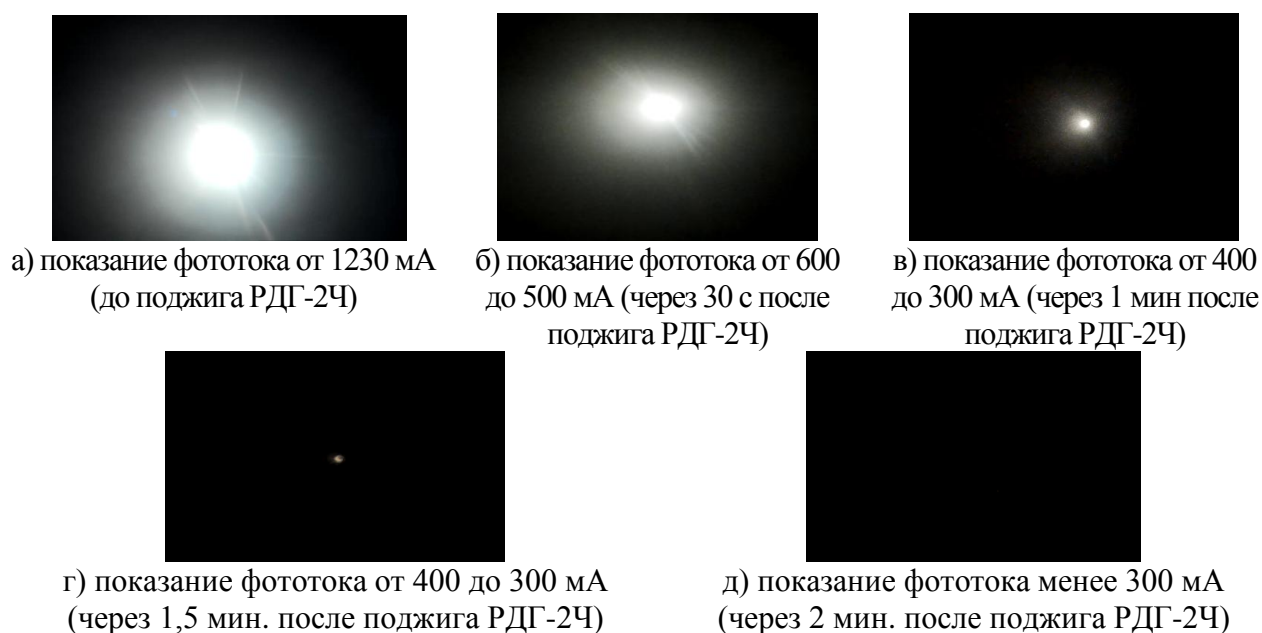 а) показание фототока от 1230 мА
(до поджига РДГ-2Ч)
б) показание фототока от 600
до 500 мА (через 30 с после
поджига РДГ-2Ч)
в) показание фототока от 400
до 300 мА (через 1 мин после
поджига РДГ-2Ч)
г) показание фототока от 400 до 300 мА
(через 1,5 мин. после поджига РДГ-2Ч)
д) показание фототока менее 300 мА
(через 2 мин. после поджига РДГ-2Ч)